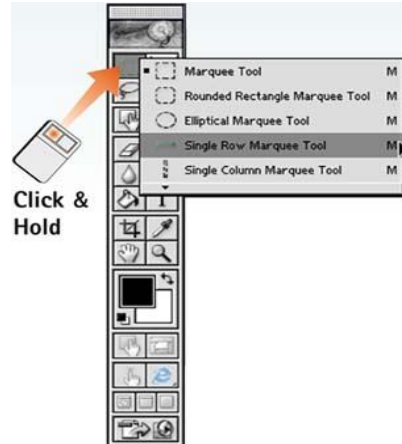 Marquee Tool M
Rounded Rectangle Marquee Tool M
Elliptical Marquee Tool M
Single Row Marquee Tool M
Single Column Marquee Tool M
Click &
Hold
T